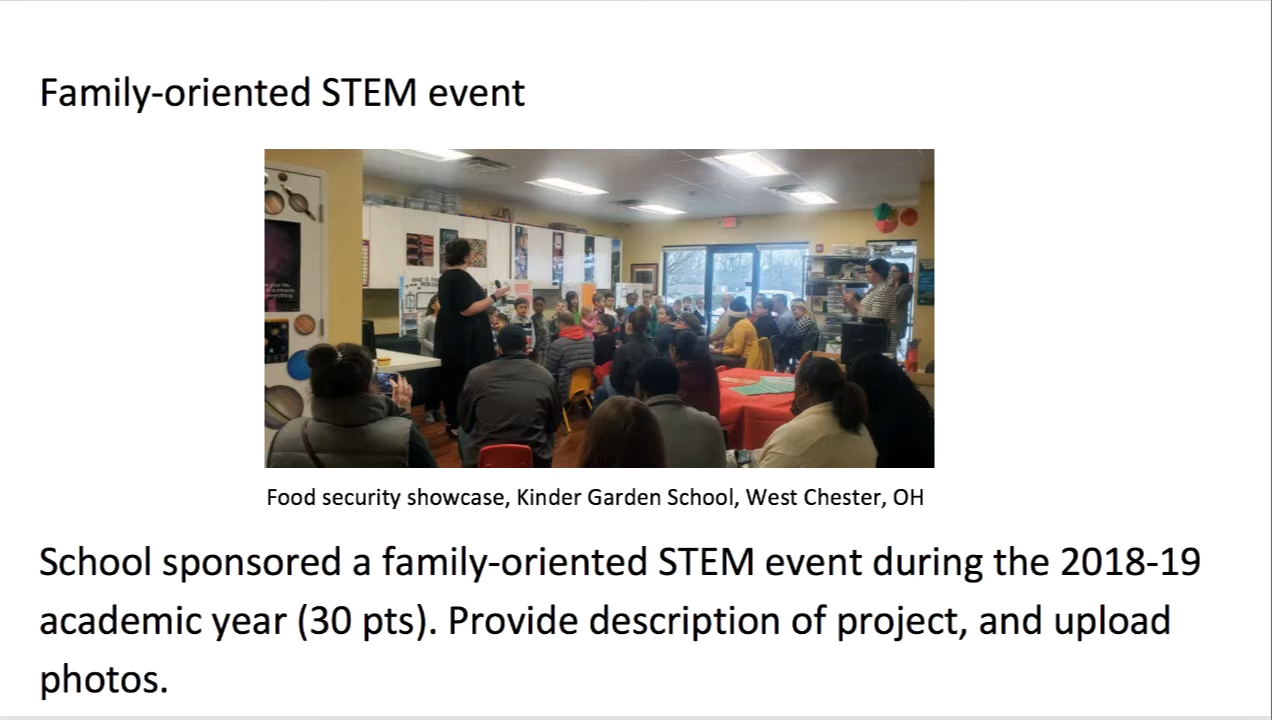 Family-oriented STEM event
Food security showcase, Kinder Garden School, West Chester, OH
School sponsored a family-oriented STEM event during the 2018-19
academic year (30 pts). Provide description of project, and upload
photos.